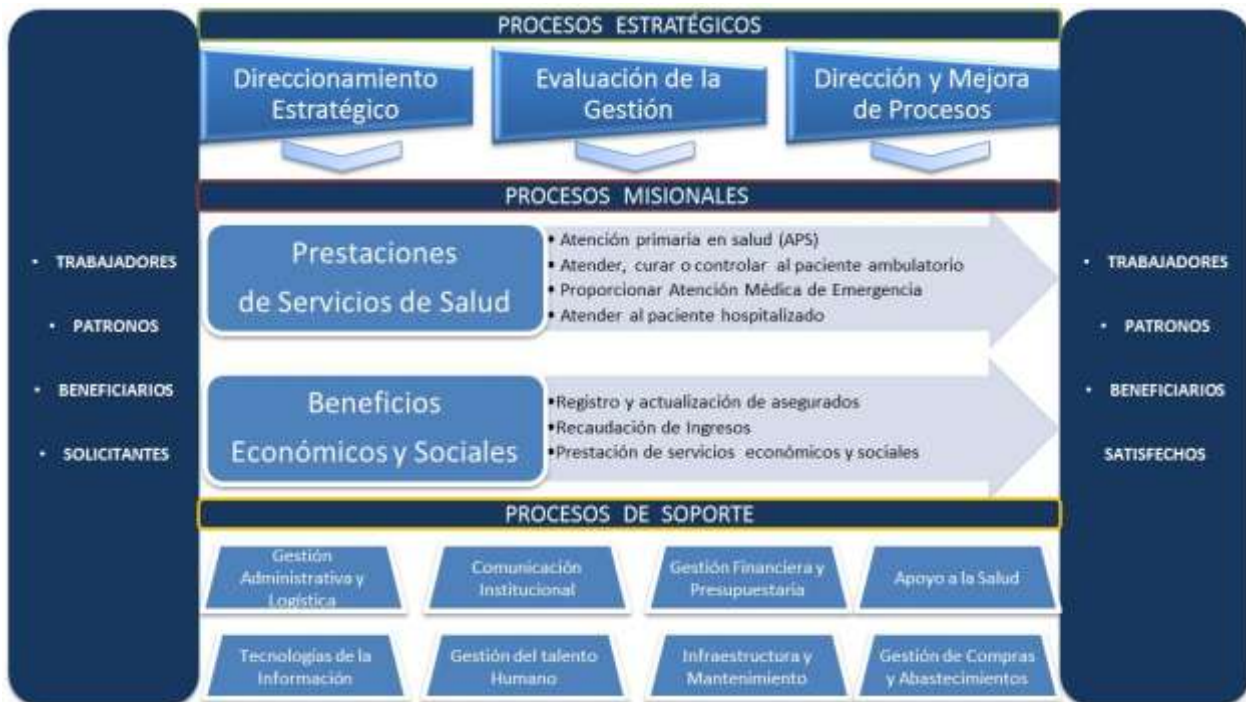 PROCESOS ESTRATÉGICOS
Direccionamiento
Estratégico
Evaluación de la
Gestión
Dirección y Mejora
de Procesos
PROCESOS MISIONALES
• TRABAJADORES
• PATRONOS
• BENEFICIARIOS
• SOLICITANTES
Prestaciones
de Servicios de Salud
• Atención primaria en salud (APS)
• Atender, curar o controlar al paciente ambulatorio
• Proporcionar Atención Médica de Emergencia
• Atender al paciente hospitalizado
Beneficios
Económicos y Sociales
•Registro y actualización de asegurados
•Recaudación de Ingresos
•Prestación de servicios económicos y sociales
• TRABAJADORES
• PATRONOS
• BENEFICIARIOS
SATISFECHOS
PROCESOS DE SOPORTE
Gestión
Administrativa y
Logística
Comunicación
Institucional
Gestión Financiera y
Presupuestaria
Apoyo a la Salud
Tecnologías de la
Información
Gestión del talento
Humano
Infraestructura y
Mantenimiento
Gestión de Compras
y Abastecimientos